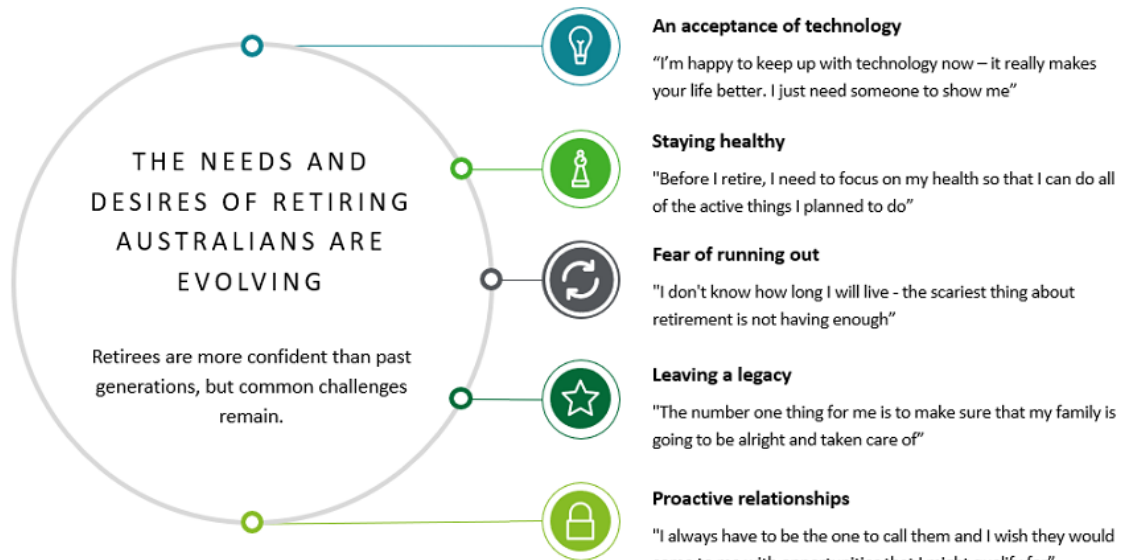 THE NEEDS AND
DESIRES OF RETIRING
AUSTRALIANS ARE
EVOLVING
Retirees are more confident than past
generations, but common challenges
remain.
An acceptance of technology
“I’m happy to keep up with technology now – it really makes
your life better. I just need someone to show me”
Staying healthy
"Before I retire, I need to focus on my health so that I can do all
of the active things I planned to do”
Fear of running out
"I don't know how long I will live - the scariest thing about
retirement is not having enough”
Leaving a legacy
"The number one thing for me is to make sure that my family is
going to be alright and taken care of”
Proactive relationships
"I always have to be the one to call them and I wish they would